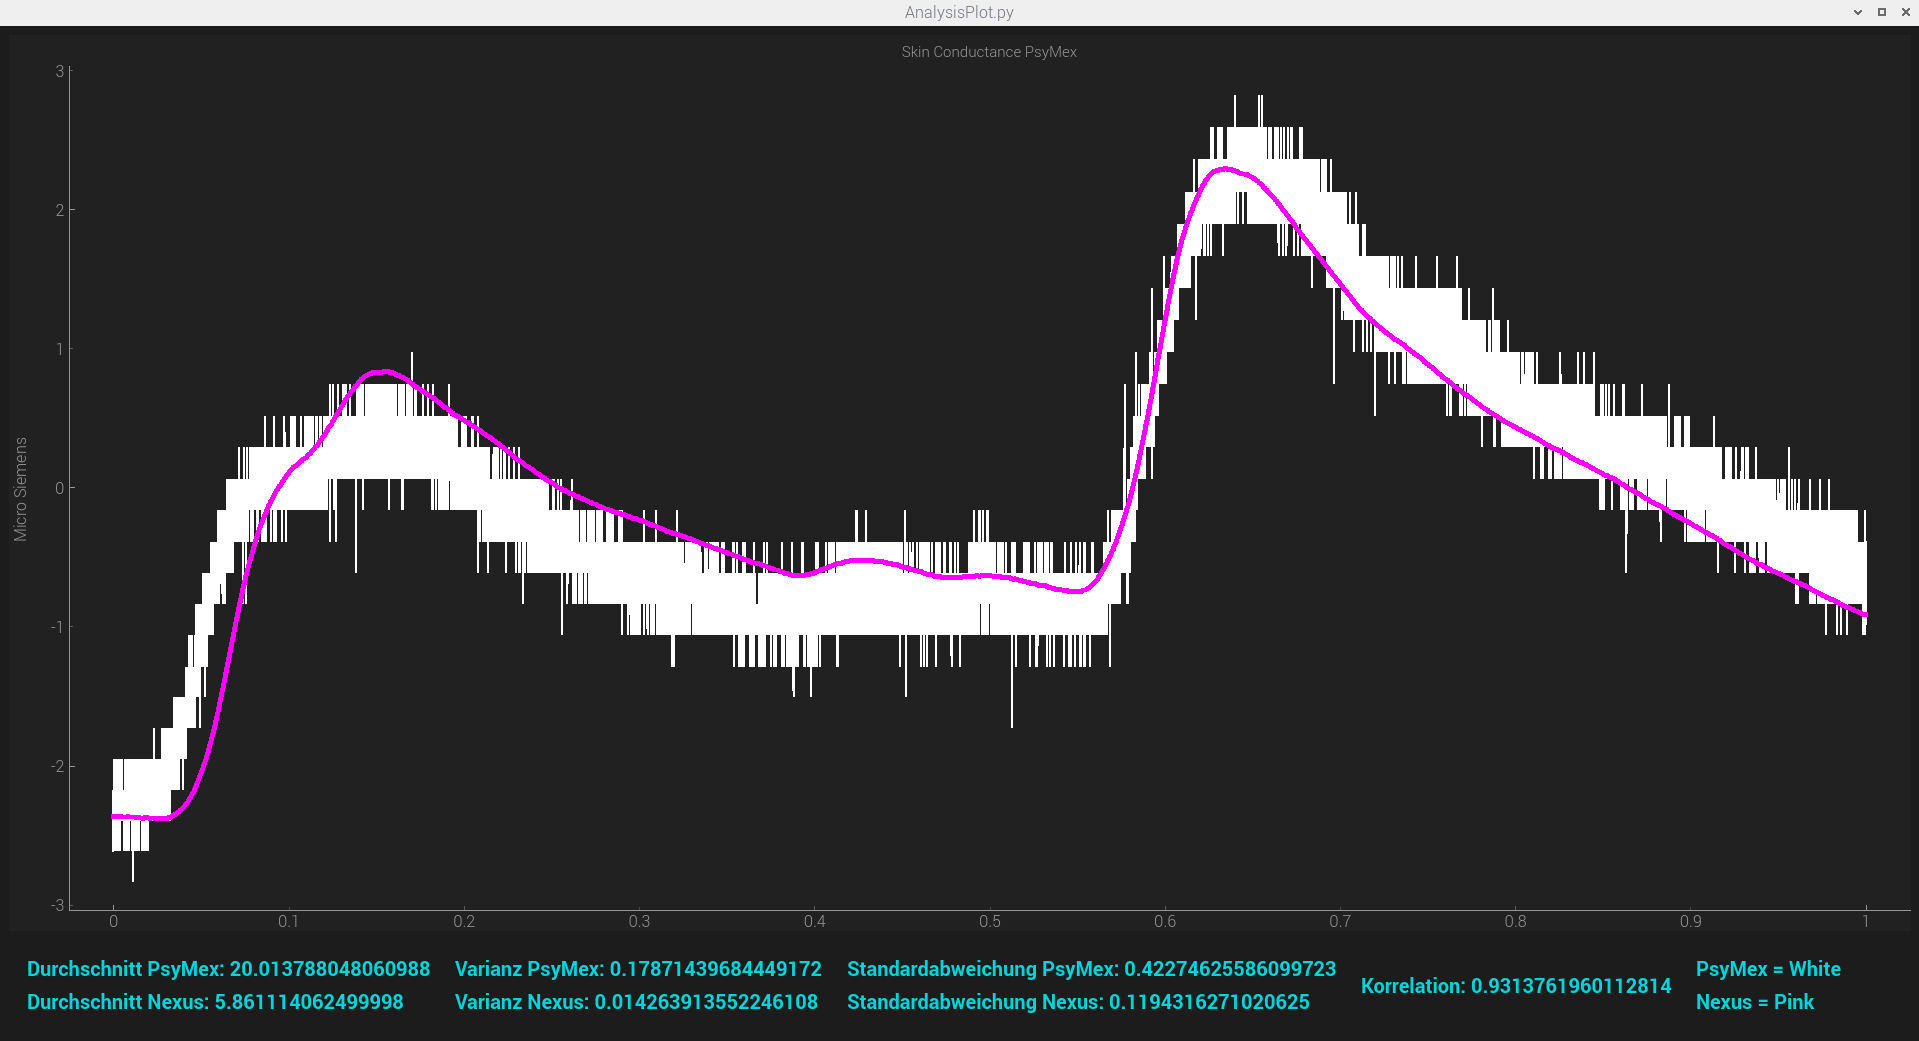 AnalysisPlot.py
Skin Conductance PsyMex
3
2
1
0
-1
-2
-3
Micro Siemens
0 0.1 0.2 0.3 0.4 0.5 0.6 0.7 0.8 0.9 1
Durchschnitt PsyMex: 20.013788048060988 Varianz PsyMex: 0.17871439684449172 Standardabweichung PsyMex: 0.42274625586099723 PsyMex = White
Korrelation: 0.9313761960112814
Durchschnitt Nexus: 5.861114062499998 Varianz Nexus: 0.014263913552246108 Standardabweichung Nexus: 0.1194316271020625 Nexus = Pink